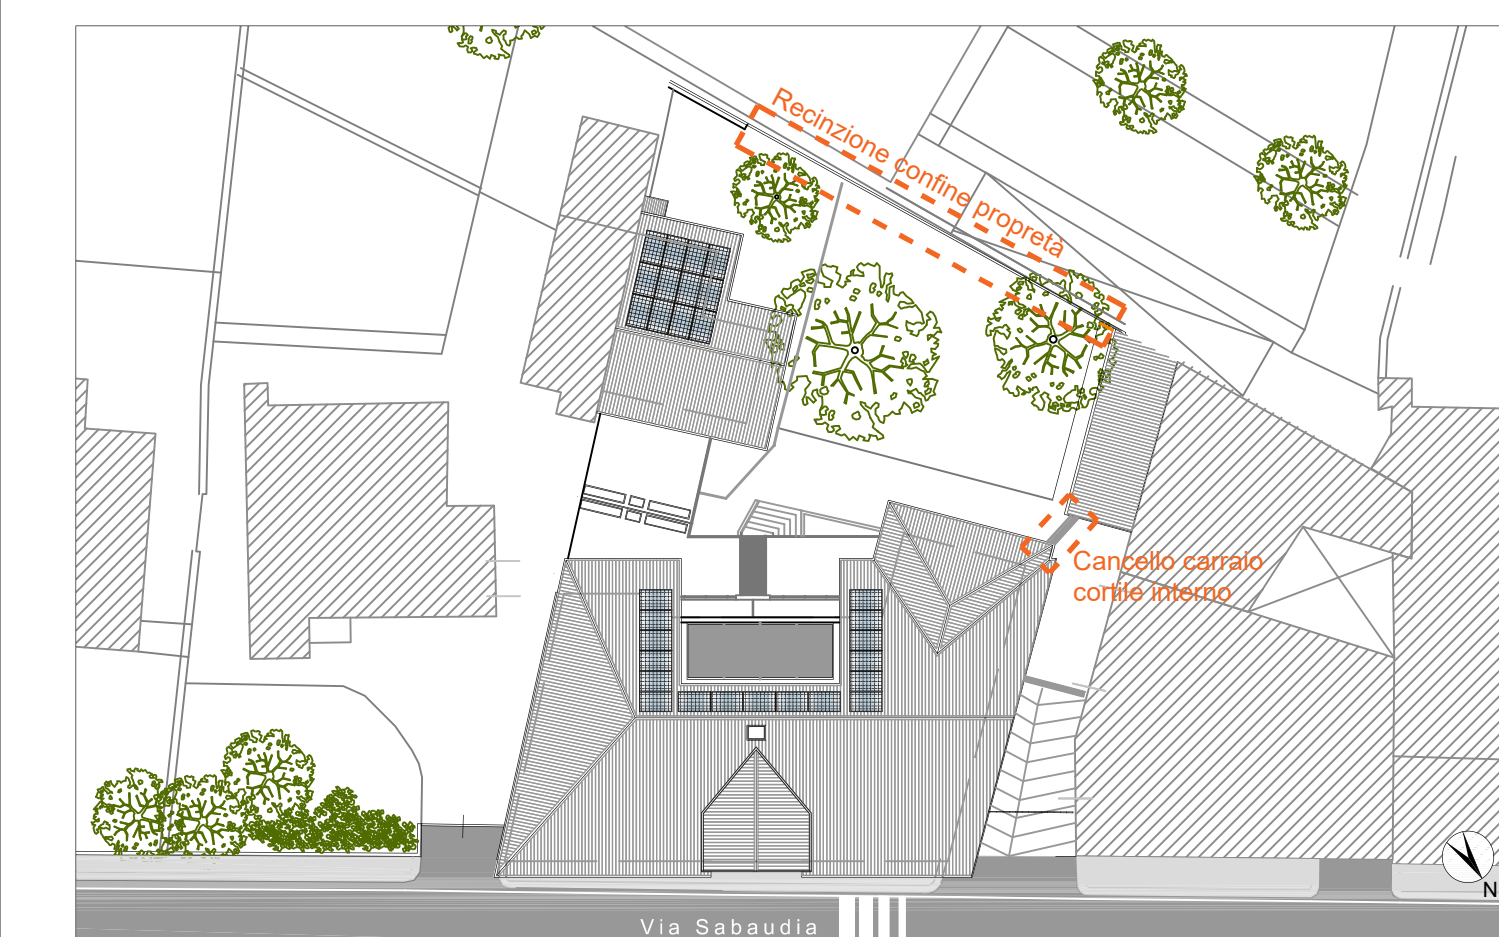 Recinzione confine propretà
Cancello carraio
cortile interno
N
Via Sabaudia